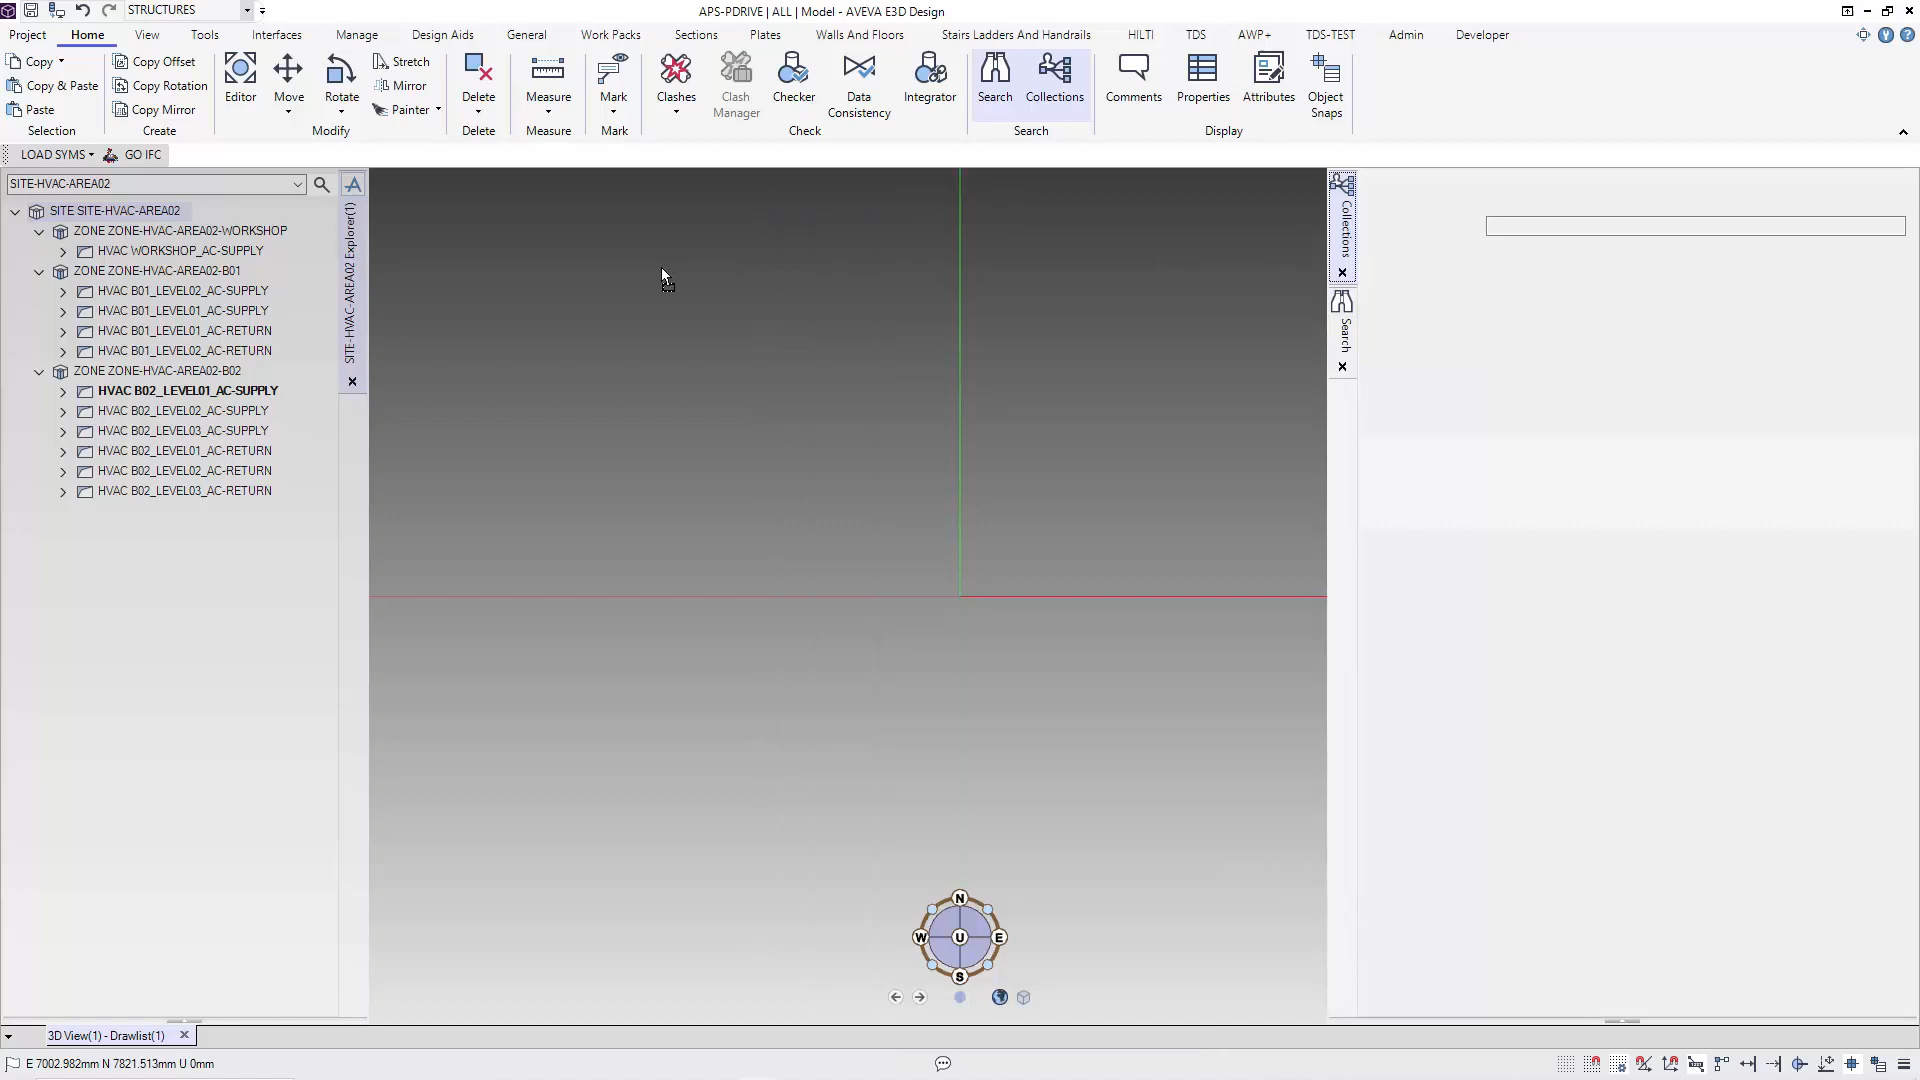 STRUCTURES
APS-PDRIVE | ALL | Model - AVEVA E3D Design
Project Home View Tools Interfaces Manage Design Aids General Work Packs Sections Plates Walls And Floors Stairs Ladders And Handrails HILTI TDS AWP+ TDS-TEST Admin Developer
Copy
Copy & Paste
Paste
Selection
Copy Offset
Copy Rotation
Copy Mirror
Create
Editor
Move
Rotate
Stretch
Mirror
Painter
Modify
Delete
Delete
Measure
Measure
Mark
Mark
Clashes
Clash Manager
Checker
Data Consistency
Integrator
Check
Search
Collections
Search
Comments
Properties
Attributes
Object Snaps
Display
LOAD SYMS
GO IFC
SITE-HVAC-AREA02
SITE SITE-HVAC-AREA02
ZONE ZONE-HVAC-AREA02-WORKSHOP
HVAC WORKSHOP_AC-SUPPLY
ZONE ZONE-HVAC-AREA02-B01
HVAC B01_LEVEL02_AC-SUPPLY
HVAC B01_LEVEL01_AC-SUPPLY
HVAC B01_LEVEL01_AC-RETURN
HVAC B01_LEVEL02_AC-RETURN
ZONE ZONE-HVAC-AREA02-B02
HVAC B02_LEVEL01_AC-SUPPLY
HVAC B02_LEVEL02_AC-SUPPLY
HVAC B02_LEVEL03_AC-SUPPLY
HVAC B02_LEVEL01_AC-RETURN
HVAC B02_LEVEL02_AC-RETURN
HVAC B02_LEVEL03_AC-RETURN
SITE-HVAC-AREA02 Explorer(1)
Collections
Search
N
W U E
S
3D View(1) - Drawlist(1)
E 7002.982mm N 7821.513mm U 0mm